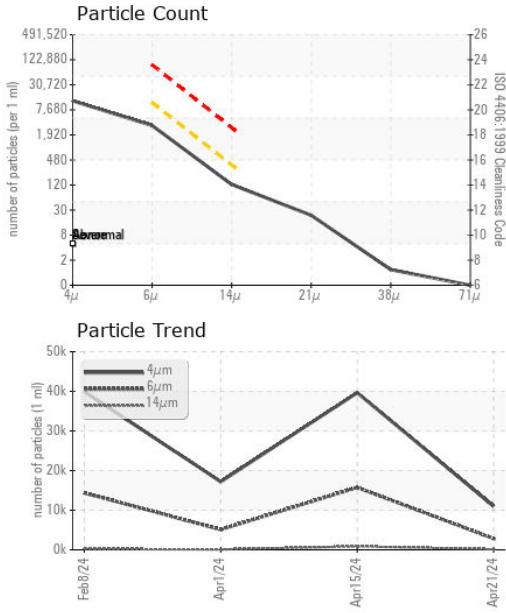 Particle Count
491,520
122,880
30,720
7,680
1,920
480
120
30
8
2
0
number of particles (per 1 ml)
26
24
22
20
18
16
14
12
10
8
6
ISO 4406:1999 Cleanliness Code
Abnormal
4µ
6µ
14µ
21µ
38µ
71µ
Particle Trend
50k
40k
30k
20k
10k
0k
number of particles (1 ml)
4µm
6µm
14µm
Feb8/24
Apr1/24
Apr15/24
Apr21/24